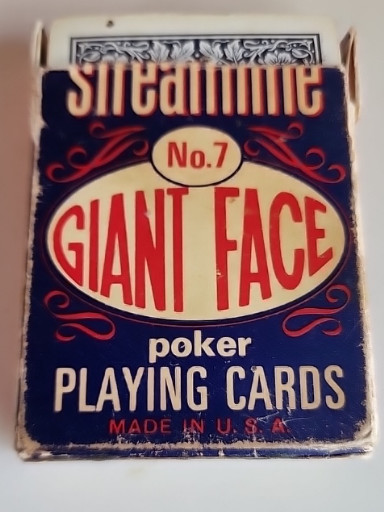 Streamline
No.7
GIANT FACE
poker
PLAYING CARDS
MADE IN U.S.A.